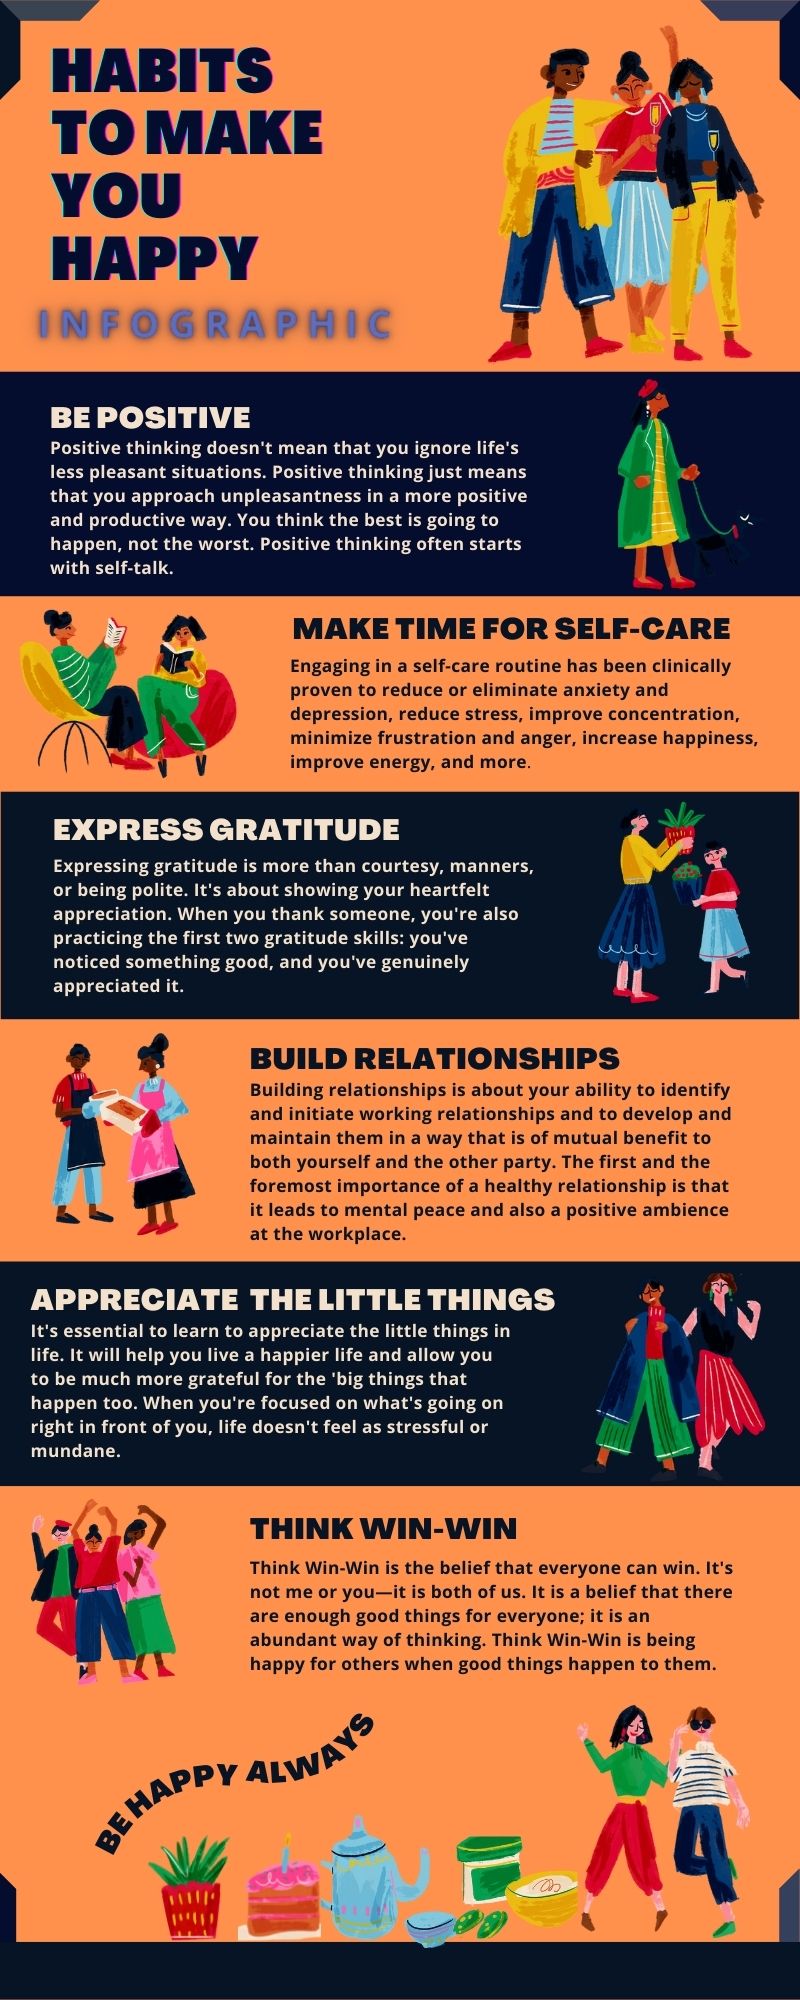 HABITS
TO MAKE
YOU
HAPPY
INFOGRAPHIC
BE POSITIVE
Positive thinking doesn't mean that you ignore life's
less pleasant situations. Positive thinking just means
that you approach unpleasantness in a more positive
and productive way. You think the best is going to
happen, not the worst. Positive thinking often starts
with self-talk.
MAKE TIME FOR SELF-CARE
Engaging in a self-care routine has been clinically
proven to reduce or eliminate anxiety and
depression, reduce stress, improve concentration,
minimize frustration and anger, increase happiness,
improve energy, and more.
EXPRESS GRATITUDE
Expressing gratitude is more than courtesy, manners,
or being polite. It's about showing your heartfelt
appreciation. When you thank someone, you're also
practicing the first two gratitude skills: you've
noticed something good, and you've genuinely
appreciated it.
BUILD RELATIONSHIPS
Building relationships is about your ability to identify
and initiate working relationships and to develop and
maintain them in a way that is of mutual benefit to
both yourself and the other party. The first and the
foremost importance of a healthy relationship is that
it leads to mental peace and also a positive ambience
at the workplace.
APPRECIATE THE LITTLE THINGS
It's essential to learn to appreciate the little things in
life. It will help you live a happier life and allow you
to be much more grateful for the 'big things that
happen too. When you're focused on what's going on
right in front of you, life doesn't feel as stressful or
mundane.
THINK WIN-WIN
Think Win-Win is the belief that everyone can win. It's
not me or you—it is both of us. It is a belief that there
are enough good things for everyone; it is an
abundant way of thinking. Think Win-Win is being
happy for others when good things happen to them.
BE HAPPY ALWAYS